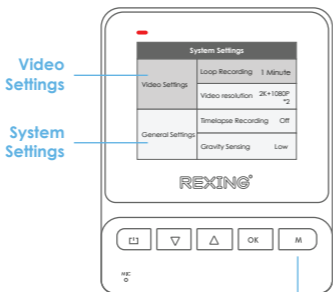 System Settings
Video Settings
Video Settings
Loop Recording 1 Minute
Video resolution 2K+1080P *2
System Settings
General Settings
Timelapse Recording Off
Gravity Sensing Low
REXING®
OK
M
MIC